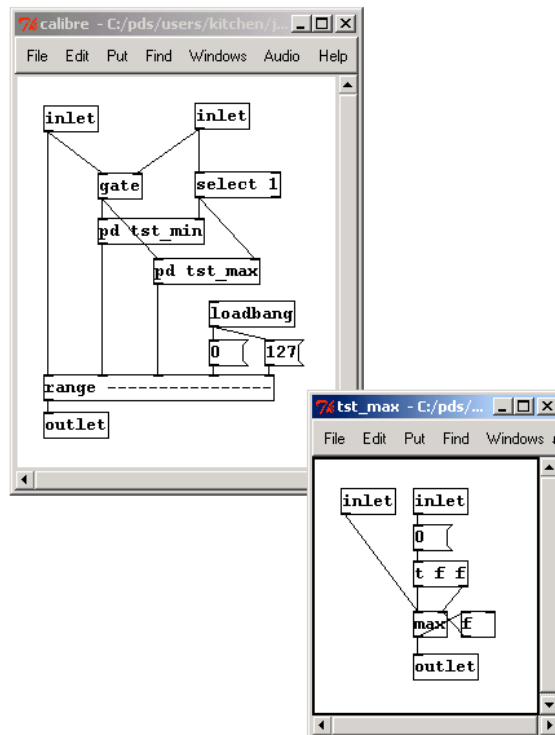 calibre - C:/pds/users/kitchen/j...
File Edit Put Find Windows Audio Help
inlet inlet
gate select 1
pd tst_min
pd tst_max
loadbang
0 127
range -----------------
outlet
tst_max - C:/pds/...
File Edit Put Find Windows
inlet inlet
0
t f f
max f
outlet